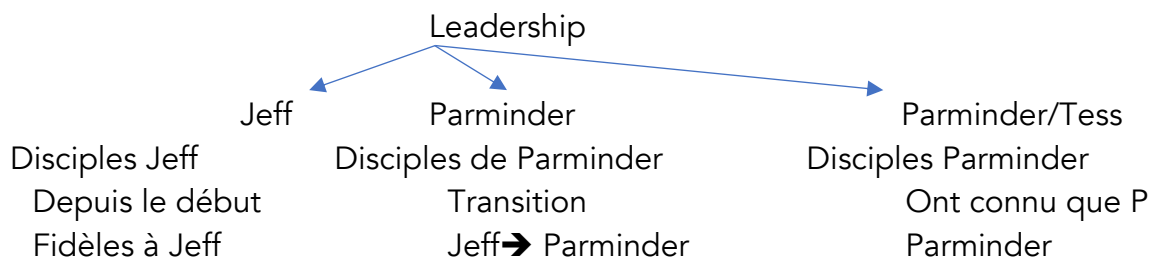 Leadership
Jeff Parminder Parminder/Tess
Disciples Jeff Disciples de Parminder Disciples Parminder
Depuis le début Transition Ont connu que P
Fidèles à Jeff Jeff➔ Parminder Parminder